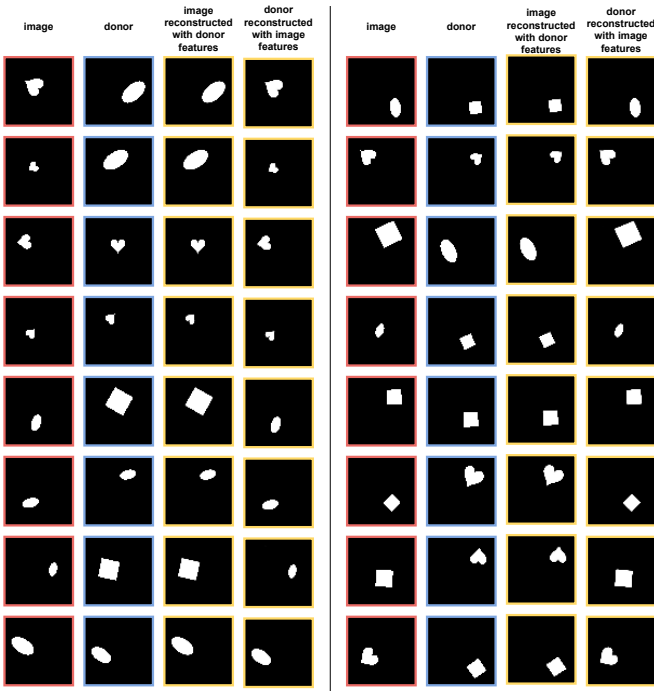 image
donor
image
reconstructed
with donor
features
donor
reconstructed
with image
features
image
donor
image
reconstructed
with donor
features
donor
reconstructed
with image
features